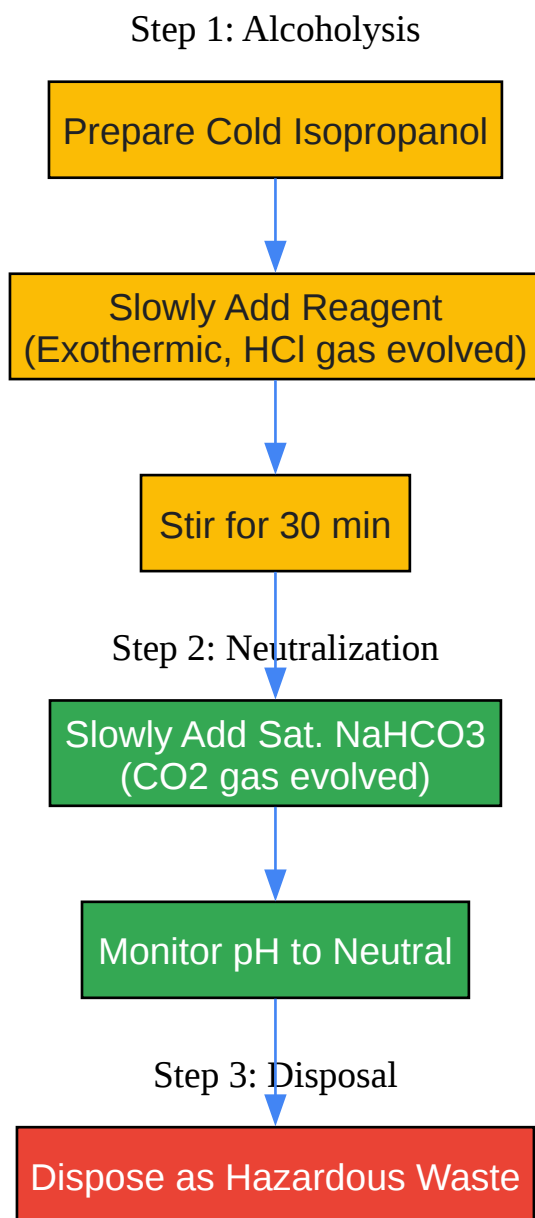 Step 1: Alcoholysis
Prepare Cold Isopropanol
Slowly Add Reagent
(Exothermic, HCl gas evolved)
Stir for 30 min
Step 2: Neutralization
Slowly Add Sat. NaHCO3
(CO2 gas evolved)
Monitor pH to Neutral
Step 3: Disposal
Dispose as Hazardous Waste